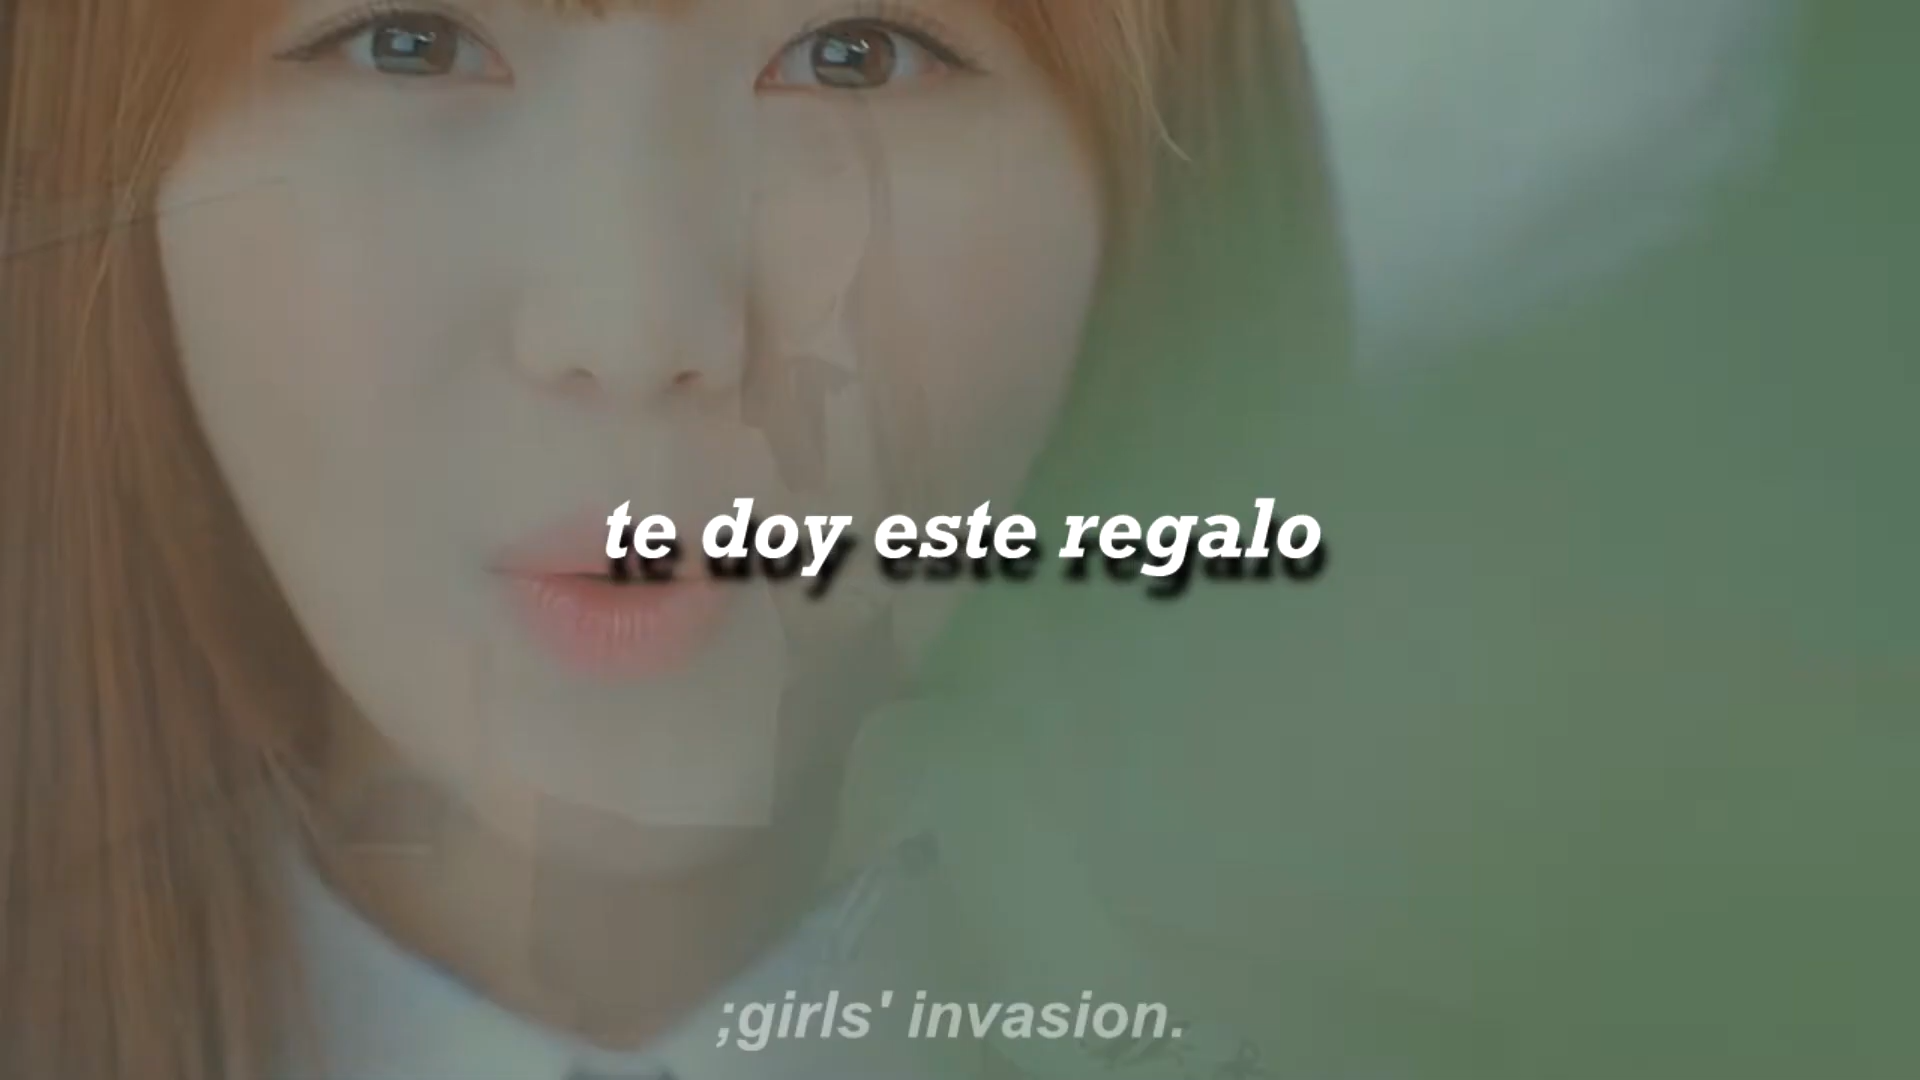 te doy este regalo
;girls' invasion.